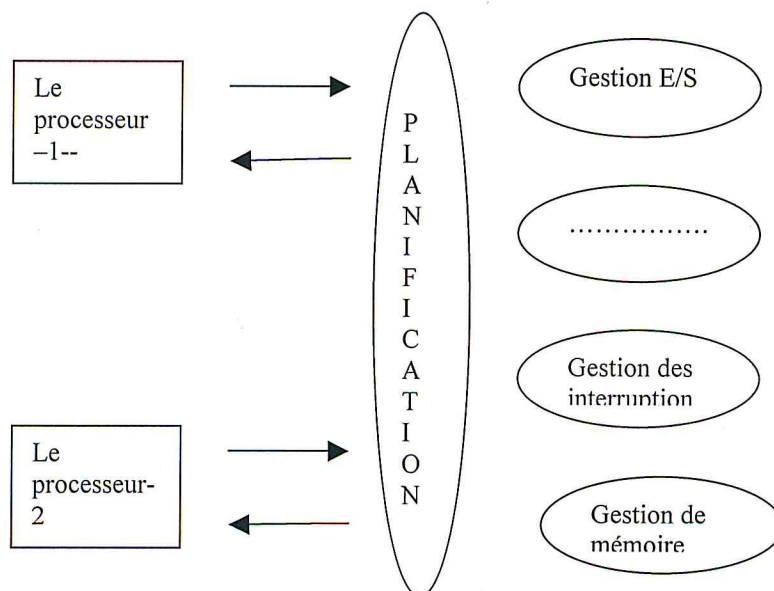 Le
processeur
–1--
P
L
A
N
I
F
I
C
A
T
I
O
N
Gestion E/S
................
Gestion des
interruption
Le
processeur-
2
Gestion de
mémoire